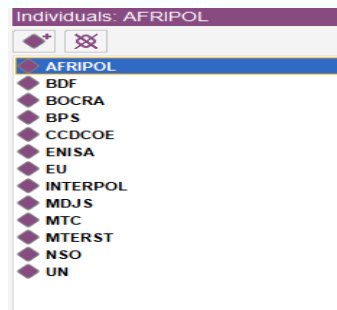 Individuals: AFRIPOL
AFRIPOL
BDF
BOCRA
BPS
CCDCOE
ENISA
EU
INTERPOL
MDJS
MTC
MTERST
NSO
UN